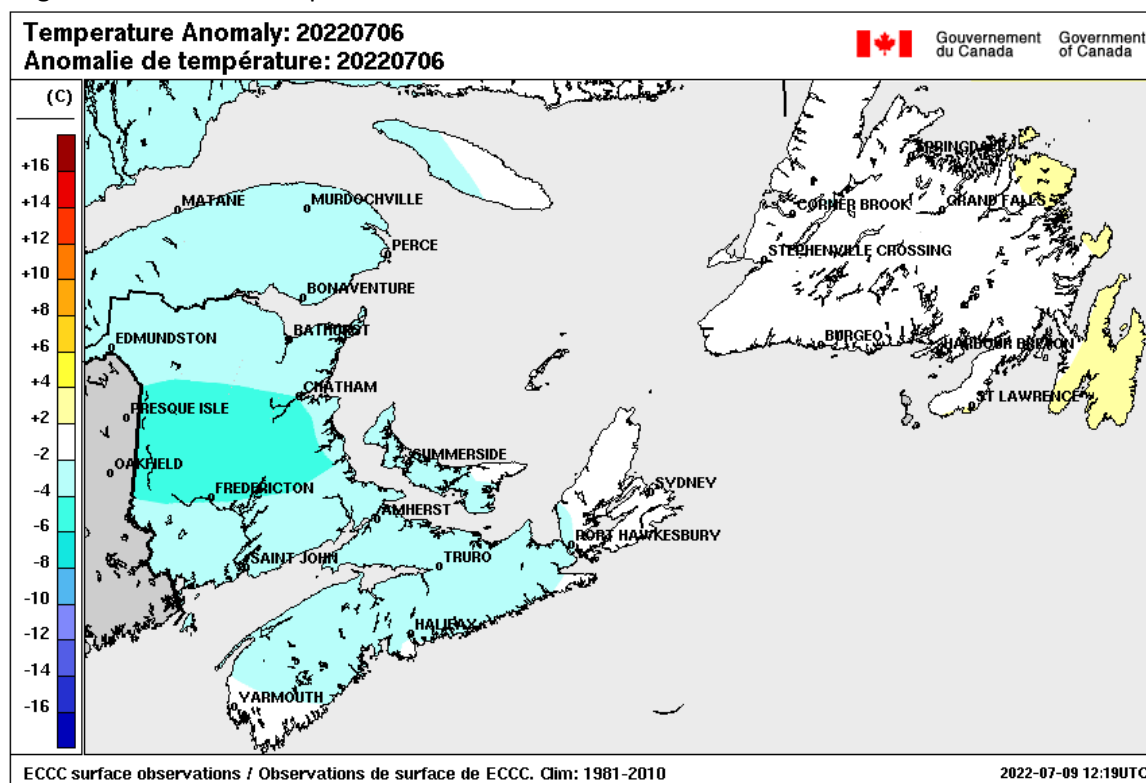 Temperature Anomaly: 20220706
Anomalie de température: 20220706
Gouvernement du Canada
Government of Canada
(C)
+16
+14
+12
+10
+8
+6
+4
+2
-2
-4
-6
-8
-10
-12
-14
-16
MATANE
MURDOCHVILLE
PERCE
BONAVENTURE
EDMUNDSTON
BATHURST
CHATHAM
PRESQUE ISLE
OAKFIELD
FREDERICTON
SUMMERSIDE
AMHERST
SAINT JOHN
TRURO
HALIFAX
YARMOUTH
SYDNEY
PORT HAWKESBURY
SPRINGDALE
CORNER BROOK
GRAND FALLS
STEPHENVILLE CROSSING
BURGEO
HARBOUR BRETON
ST LAWRENCE
ECCC surface observations / Observations de surface de ECCC. Clim: 1981-2010
2022-07-09 12:19UTC